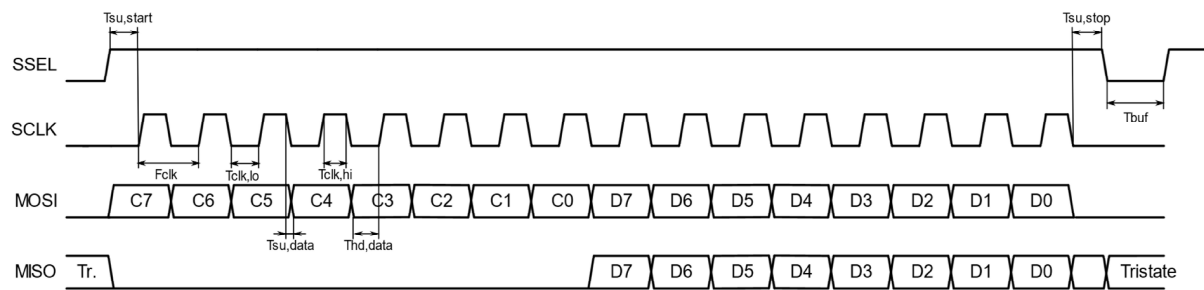 Tsu,start
Tsu,stop
SSEL
Tbuf
SCLK
Fclk
Tclk,lo
Tclk,hi
MOSI
C7 C6 C5 C4 C3 C2 C1 C0 D7 D6 D5 D4 D3 D2 D1 D0
Tsu,data
Thd,data
MISO
Tr.
D7 D6 D5 D4 D3 D2 D1 D0
Tristate